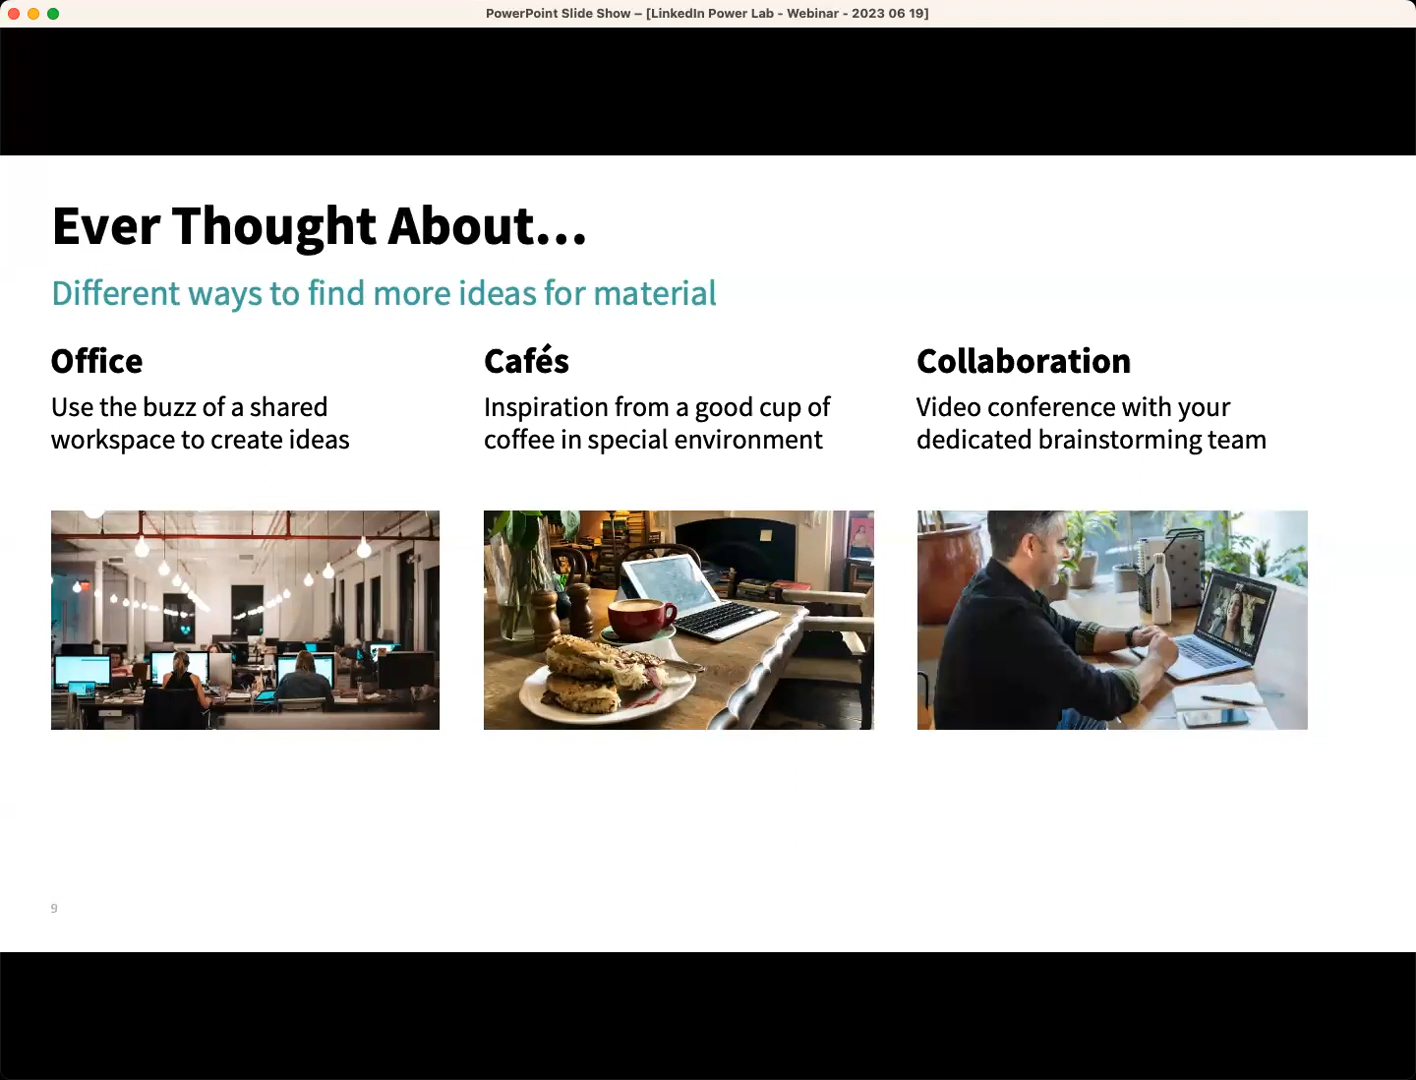 PowerPoint Slide Show – [LinkedIn Power Lab - Webinar - 2023 06 19]
Ever Thought About...
Different ways to find more ideas for material
Office
Use the buzz of a shared
workspace to create ideas
Cafés
Inspiration from a good cup of
coffee in special environment
Collaboration
Video conference with your
dedicated brainstorming team
9